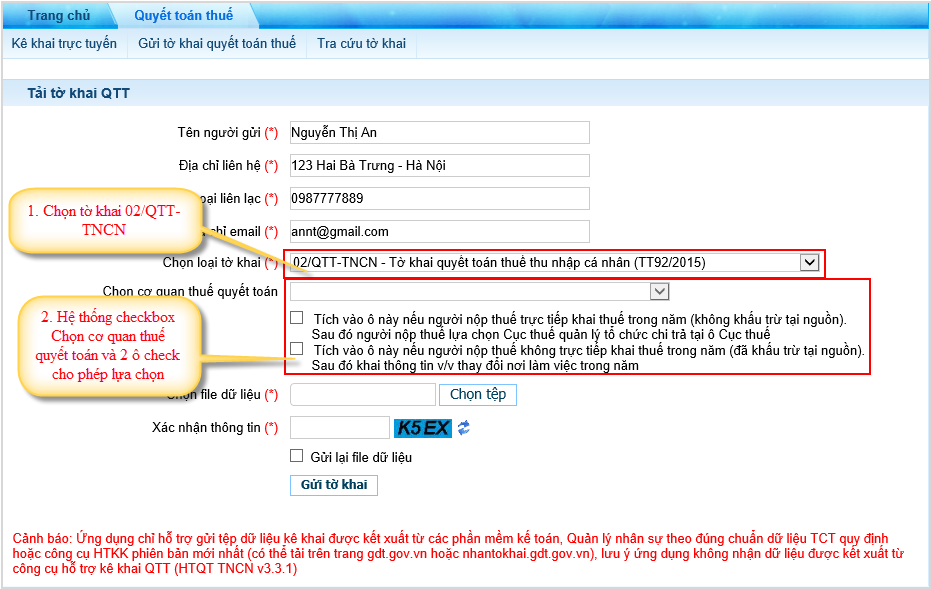 Trang chủ Quyết toán thuế
Kê khai trực tuyến Gửi tờ khai quyết toán thuế Tra cứu tờ khai
Tải tờ khai QTT
Tên người gửi (*) Nguyễn Thị An
Địa chỉ liên hệ (*) 123 Hai Bà Trưng - Hà Nội
oại liên lạc (*) 0987777889
1. Chọn tờ khai 02/QTT-
TNCN
chỉ email (*) annt@gmail.com
Chọn loại tờ khai (*) 02/QTT-TNCN - Tờ khai quyết toán thuế thu nhập cá nhân (TT92/2015)
Chọn cơ quan thuế quyết toán
2. Hệ thống checkbox
Chọn cơ quan thuế
quyết toán và 2 ô check
cho phép lựa chọn
Tích vào ô này nếu người nộp thuế trực tiếp khai thuế trong năm (không khấu trừ tại nguồn).
Sau đó người nộp thuế lựa chọn Cục thuế quản lý tổ chức chi trả tại ô Cục thuế
Tích vào ô này nếu người nộp thuế không trực tiếp khai thuế trong năm (đã khấu trừ tại nguồn).
Sau đó khai thông tin v/v thay đổi nơi làm việc trong năm
Chọn file dữ liệu (*) Chọn tệp
Xác nhận thông tin (*) K5EX
Gửi lại file dữ liệu
Gửi tờ khai
Cảnh báo: Ứng dụng chỉ hỗ trợ gửi tệp dữ liệu kê khai được kết xuất từ các phần mềm kế toán, Quản lý nhân sự theo đúng chuẩn dữ liệu TCT quy định
hoặc công cụ HTKK phiên bản mới nhất (có thể tải trên trang gdt.gov.vn hoặc nhantokhai.gdt.gov.vn), lưu ý ứng dụng không nhận dữ liệu được kết xuất từ
công cụ hỗ trợ kê khai QTT (HTQT TNCN v3.3.1)